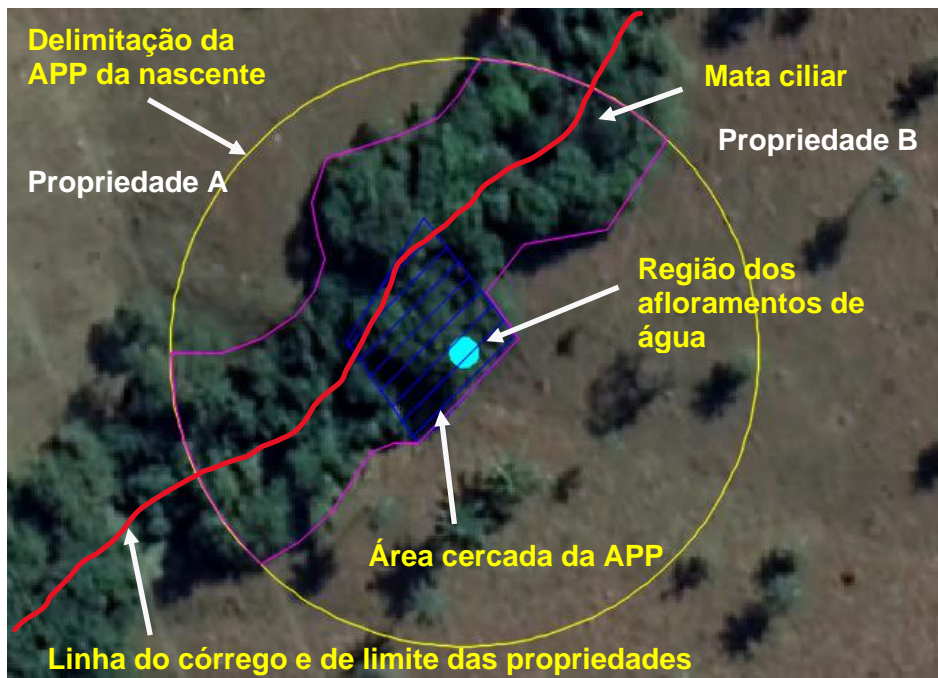 Delimitação da
APP da nascente
Mata ciliar
Propriedade B
Propriedade A
Região dos
afloramentos de
água
Área cercada da APP
Linha do córrego e de limite das propriedades